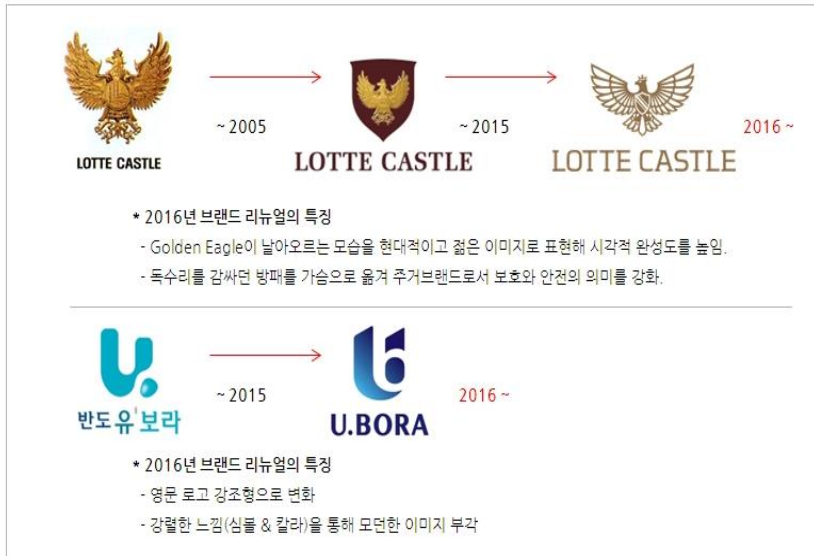 ~ 2005
~ 2015
2016 ~
LOTTE CASTLE
LOTTE CASTLE
LOTTE CASTLE
* 2016년 브랜드 리뉴얼의 특징
- Golden Eagle이 날아오르는 모습을 현대적이고 젊은 이미지로 표현해 시각적 완성도를 높임.
- 독수리를 감싸던 방패를 가슴으로 옮겨 주거브랜드로서 보호와 안전의 의미를 강화.
~ 2015
2016 ~
반도유보라
U.BORA
* 2016년 브랜드 리뉴얼의 특징
- 영문 로고 강조형으로 변화
- 강렬한 느낌(심볼 & 칼라)을 통해 모던한 이미지 부각